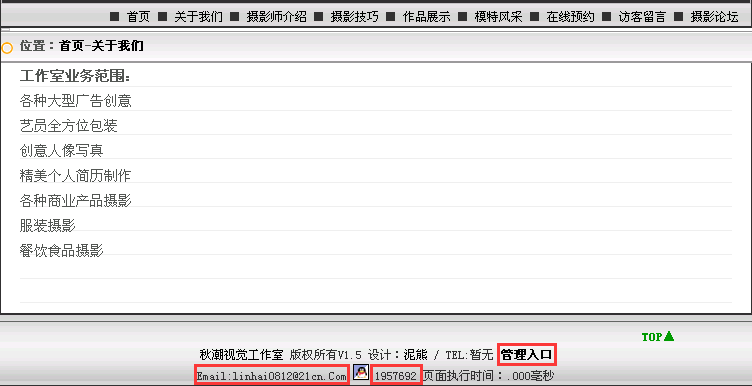 ■ 首页 ■ 关于我们 ■ 摄影师介绍 ■ 摄影技巧 ■ 作品展示 ■ 模特风采 ■ 在线预约 ■ 访客留言 ■ 摄影论坛
位置：首页-关于我们
工作室业务范围：
各种大型广告创意
艺员全方位包装
创意人像写真
精美个人简历制作
各种商业产品摄影
服装摄影
餐饮食品摄影
TOP▲
秋潮视觉工作室 版权所有V1.5 设计：泥熊 / TEL:暂无 管理入口
Email:linhai0812@21cn.Com 1957692 页面执行时间：.000毫秒